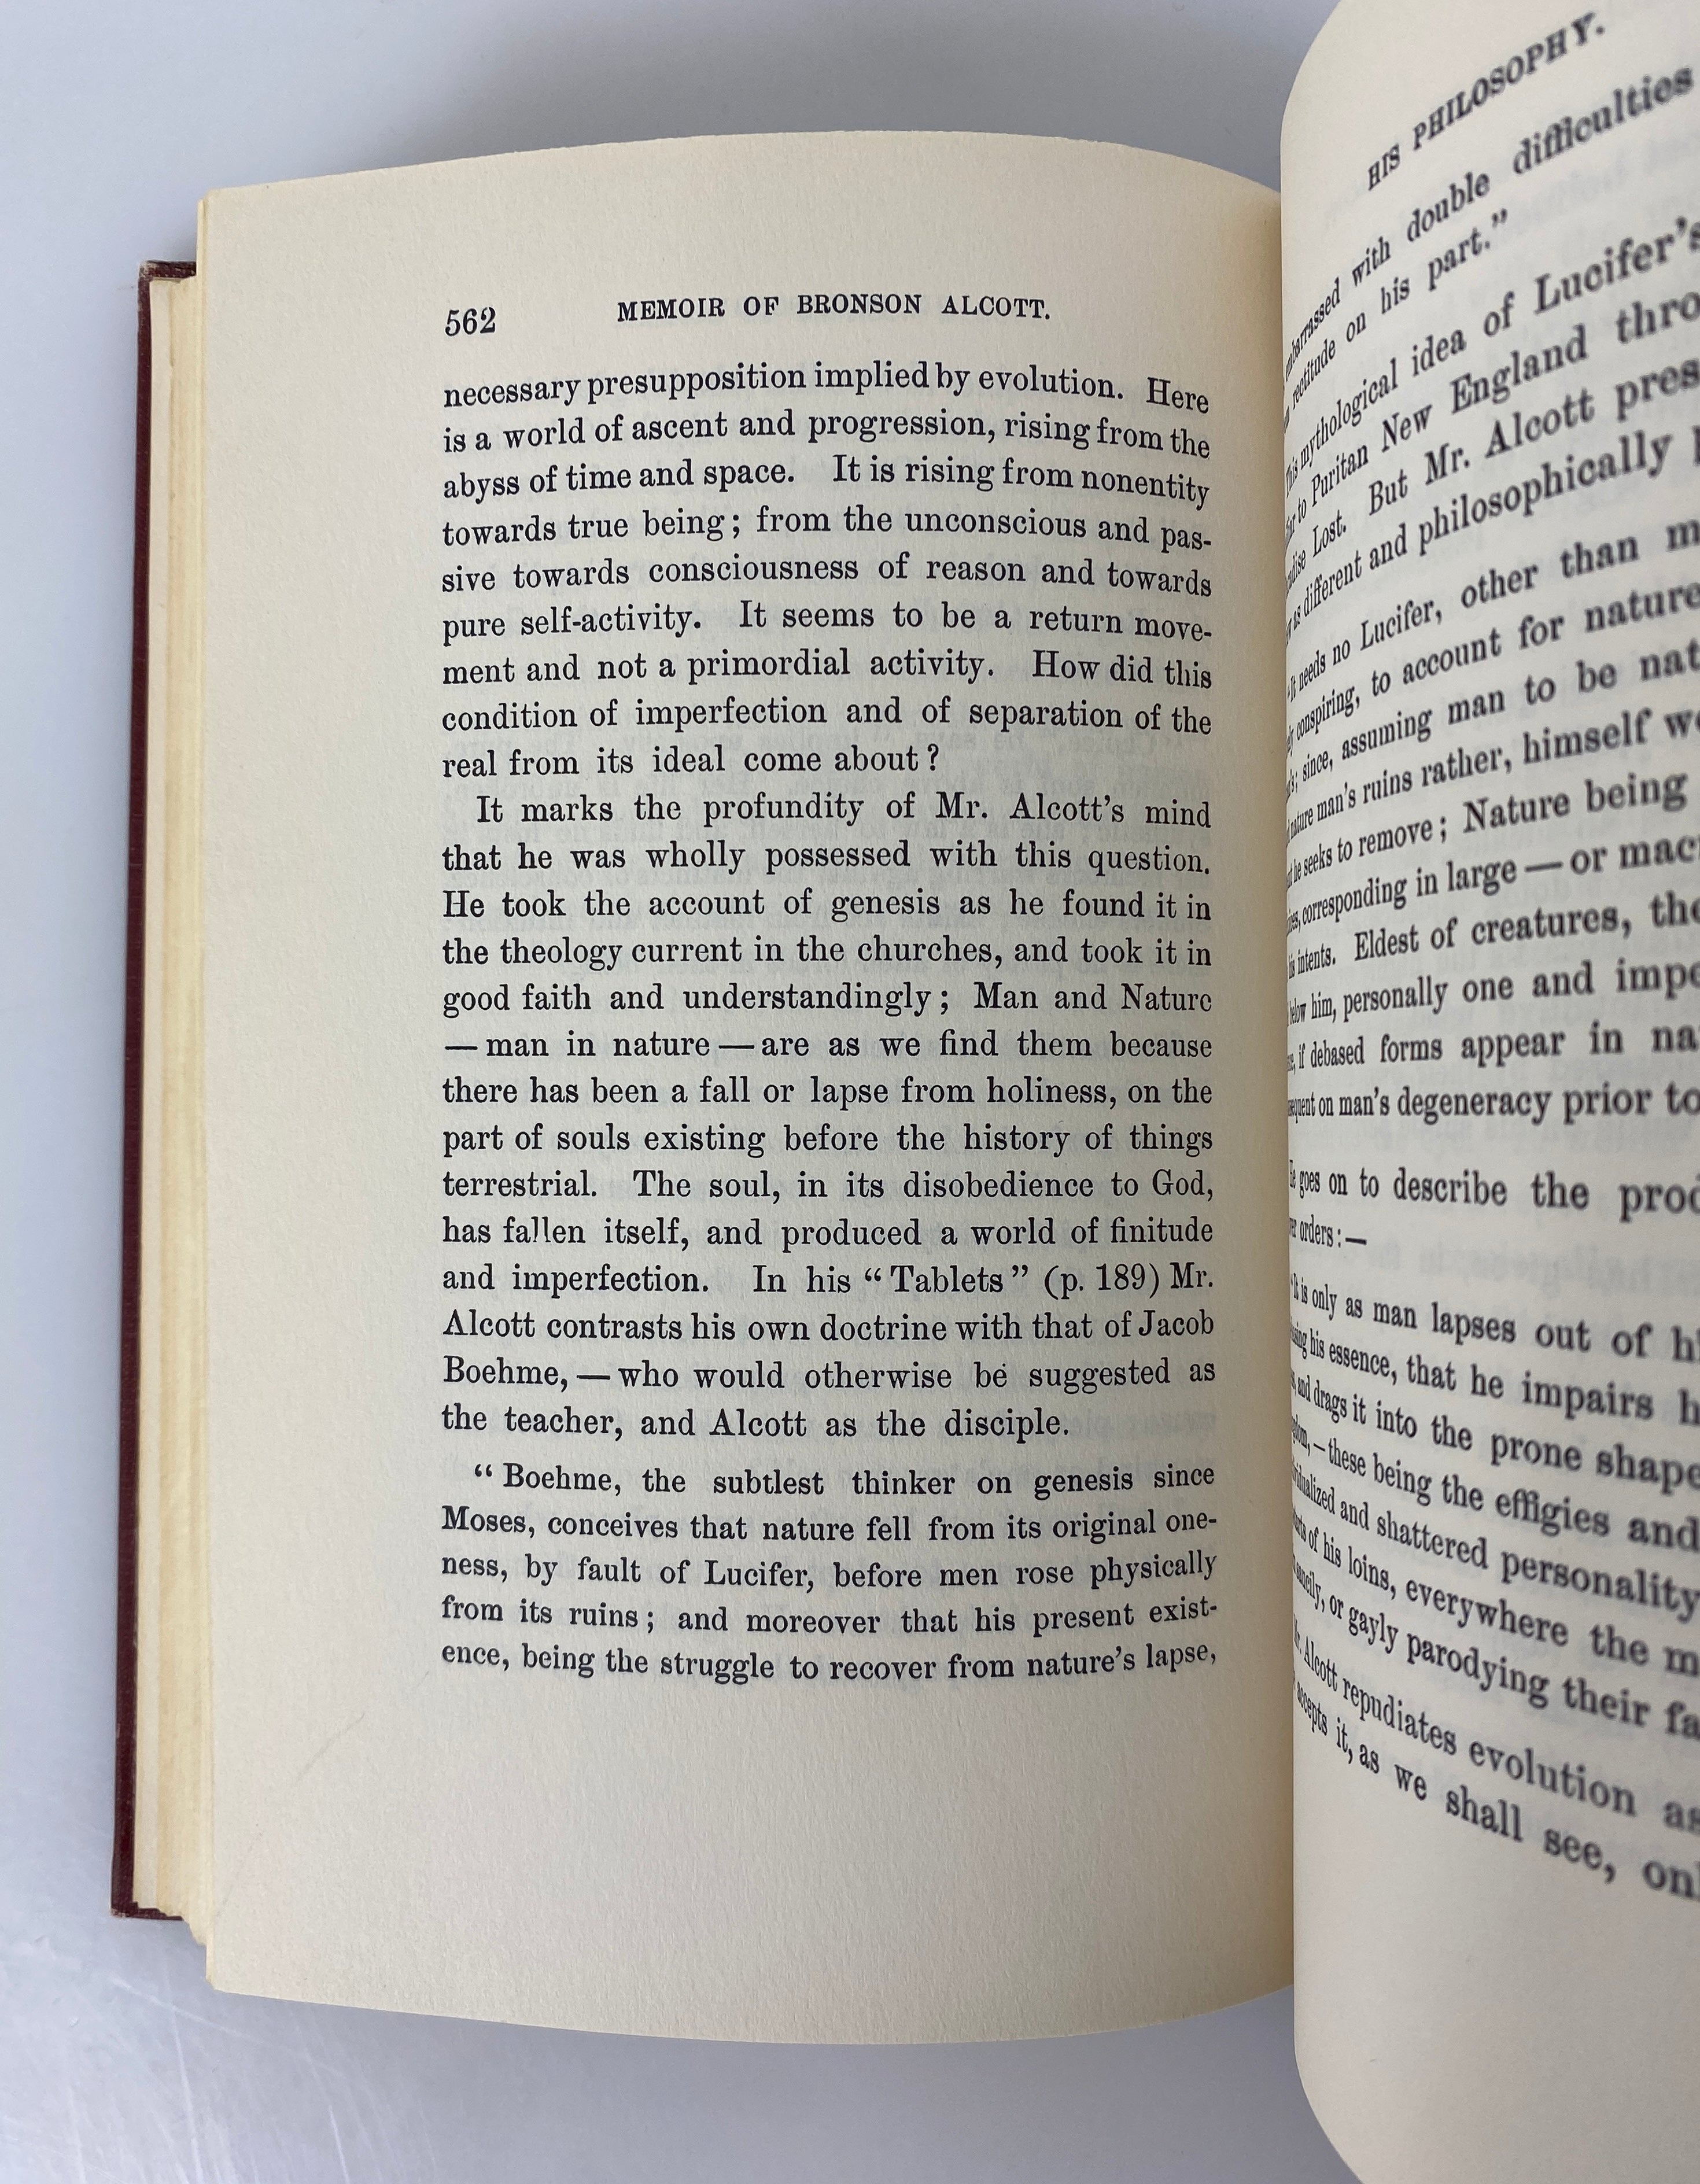 562 MEMOIR OF BRONSON ALCOTT.
necessary presupposition implied by evolution. Here
is a world of ascent and progression, rising from the
abyss of time and space. It is rising from nonentity
towards true being; from the unconscious and pas-
sive towards consciousness of reason and towards
pure self-activity. It seems to be a return move-
ment and not a primordial activity. How did this
condition of imperfection and of separation of the
real from its ideal come about?
It marks the profundity of Mr. Alcott's mind
that he was wholly possessed with this question.
He took the account of genesis as he found it in
the theology current in the churches, and took it in
good faith and understandingly; Man and Nature
— man in nature — are as we find them because
there has been a fall or lapse from holiness, on the
part of souls existing before the history of things
terrestrial. The soul, in its disobedience to God,
has fallen itself, and produced a world of finitude
and imperfection. In his “Tablets” (p. 189) Mr.
Alcott contrasts his own doctrine with that of Jacob
Boehme, — who would otherwise be suggested as
the teacher, and Alcott as the disciple.
“Boehme, the subtlest thinker on genesis since
Moses, conceives that nature fell from its original one-
ness, by fault of Lucifer, before men rose physically
from its ruins; and moreover that his present exist-
ence, being the struggle to recover from nature's lapse,
HIS PHILOSOPHY.
with double difficulties
rectitude on his part.”
This mythological idea of Lucifer's
to Puritan New England
Lost. But Mr. Alcott
as different and philosophically
It needs no Lucifer, other than
conspiring, to account for nature
since, assuming man to be
nature man's ruins rather, himself
he seeks to remove; Nature being
corresponding in large — or
his intents. Eldest of creatures,
below him, personally one and
if debased forms appear in
on man's degeneracy prior to
He goes on to describe the
orders: —
“It is only as man lapses out of
his essence, that he impairs
and drags it into the prone
— these being the effigies and
and shattered personality
of his loins, everywhere the
or gayly parodying their
Mr. Alcott repudiates evolution
accepts it, as we shall see,